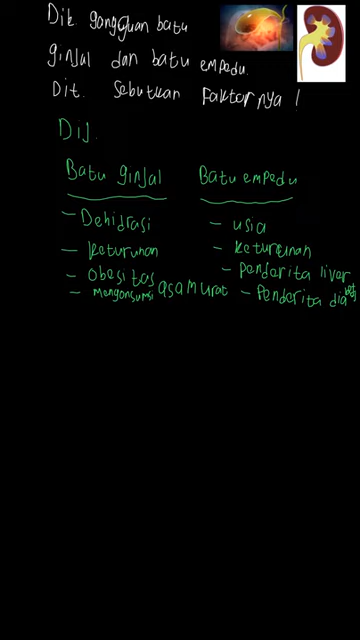 Dik. gangguan batu
ginjal dan batu empedu.
Dit. Sebutkan Faktornya !
Dij.
Batu ginjal
- Dehidrasi
- keturunan
- Obesitas
- mengonsumsi asam urat
Batu empedu
- usia
- keturunan
- Penderita liver
- Penderita diabetes